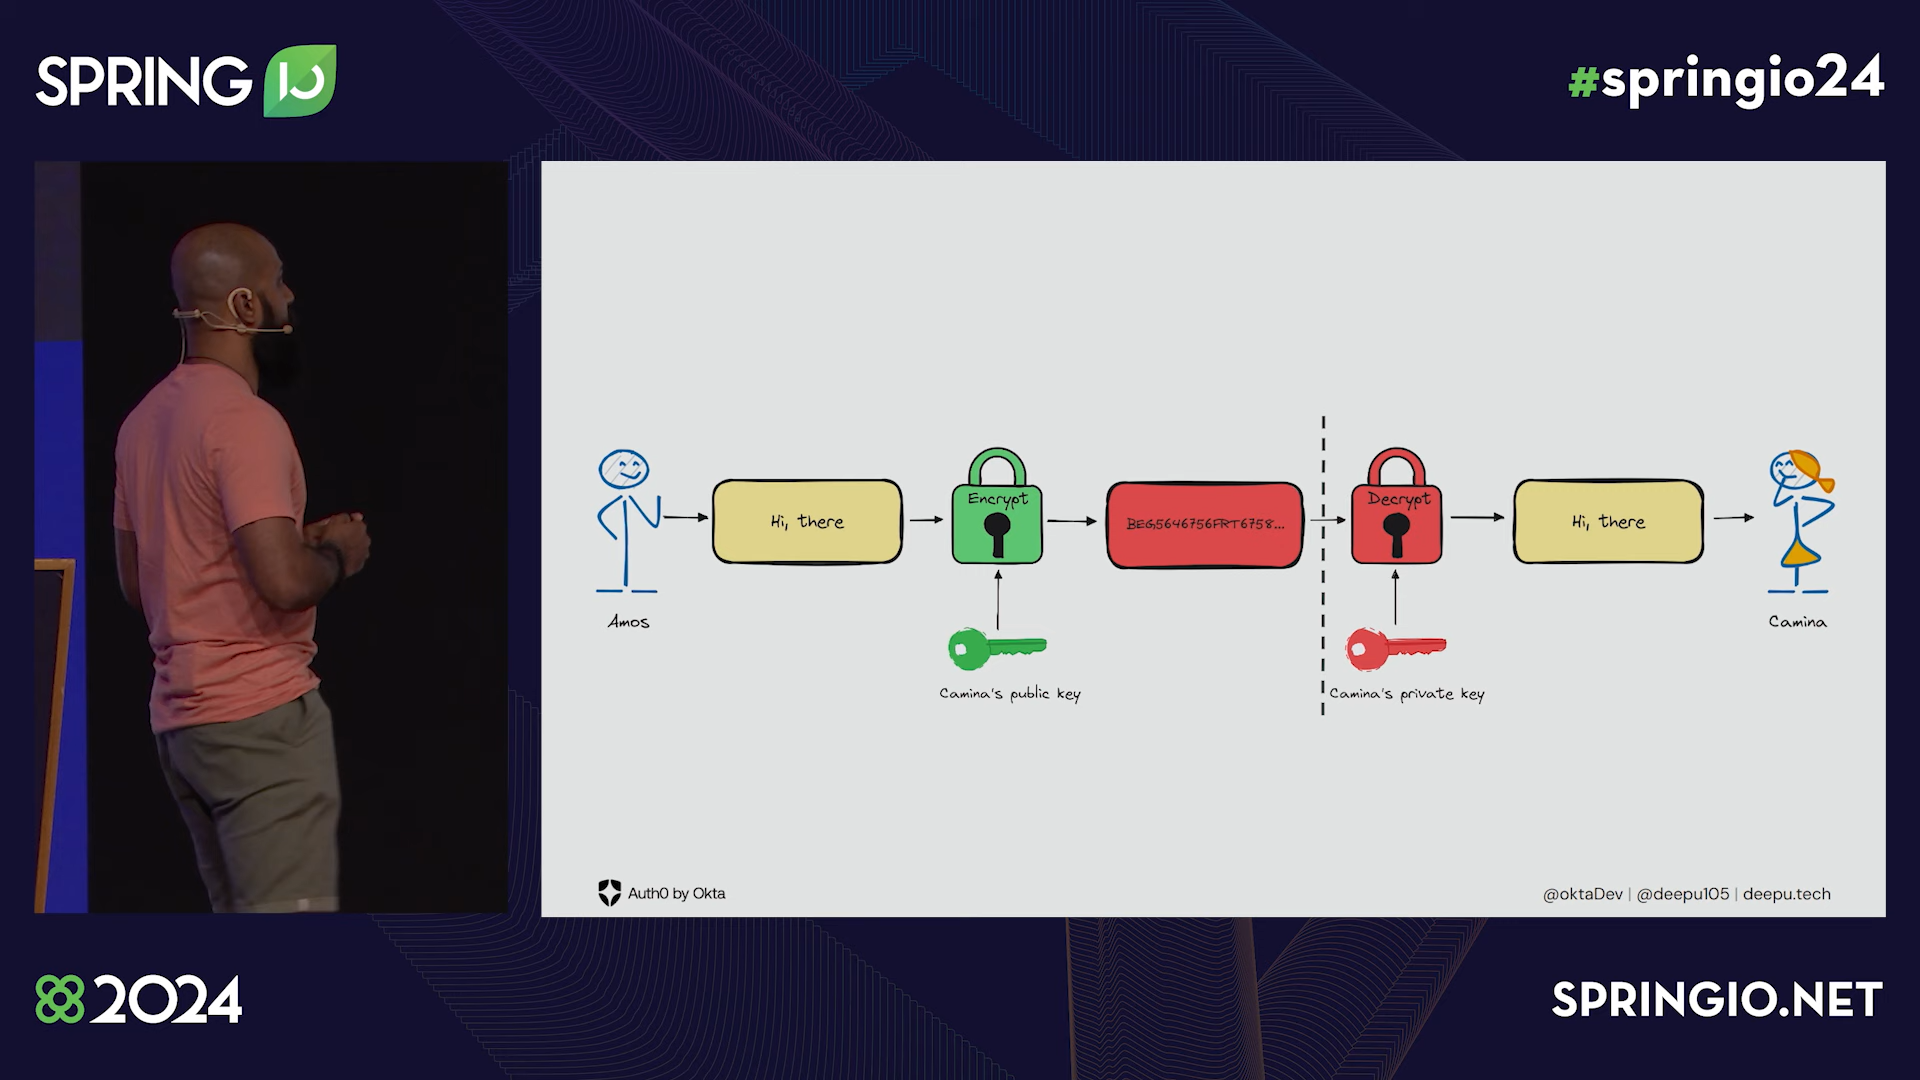 SPRING IO
#springio24
Encrypt
Decrypt
Hi, there
BEG5646756FRT6758...
Hi, there
Amos
Camina
Camina's public key
Camina's private key
Auth0 by Okta
@oktaDev | @deepu105 | deepu.tech
2024
SPRINGIO.NET